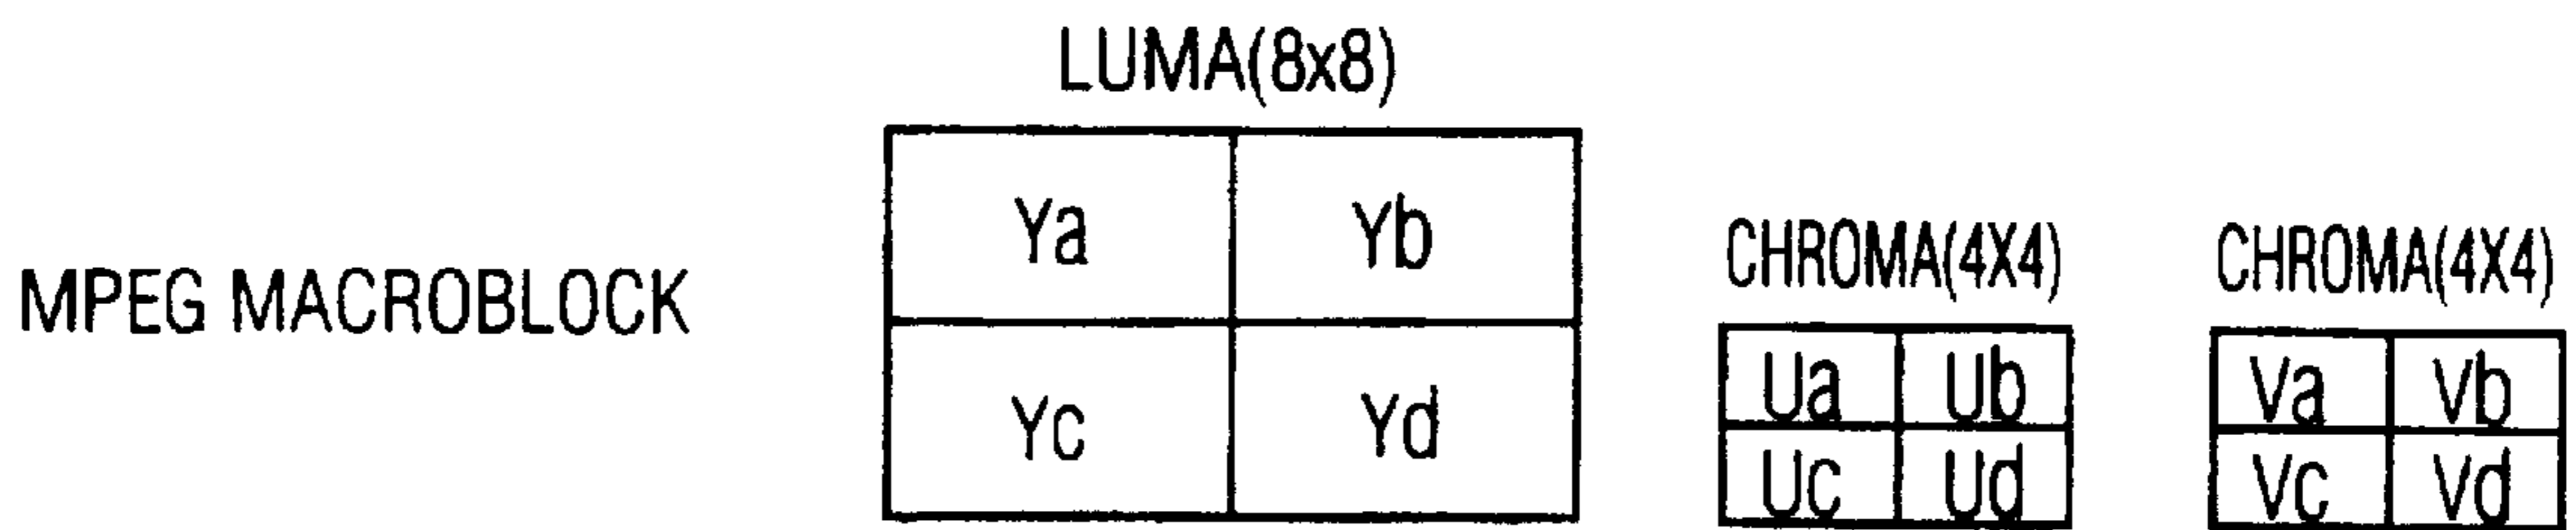 LUMA(8x8)
Ya Yb
CHROMA(4X4) CHROMA(4X4)
MPEG MACROBLOCK
Ua Ub Va Vb
Yc Yd
Uc Ud Vc Vd